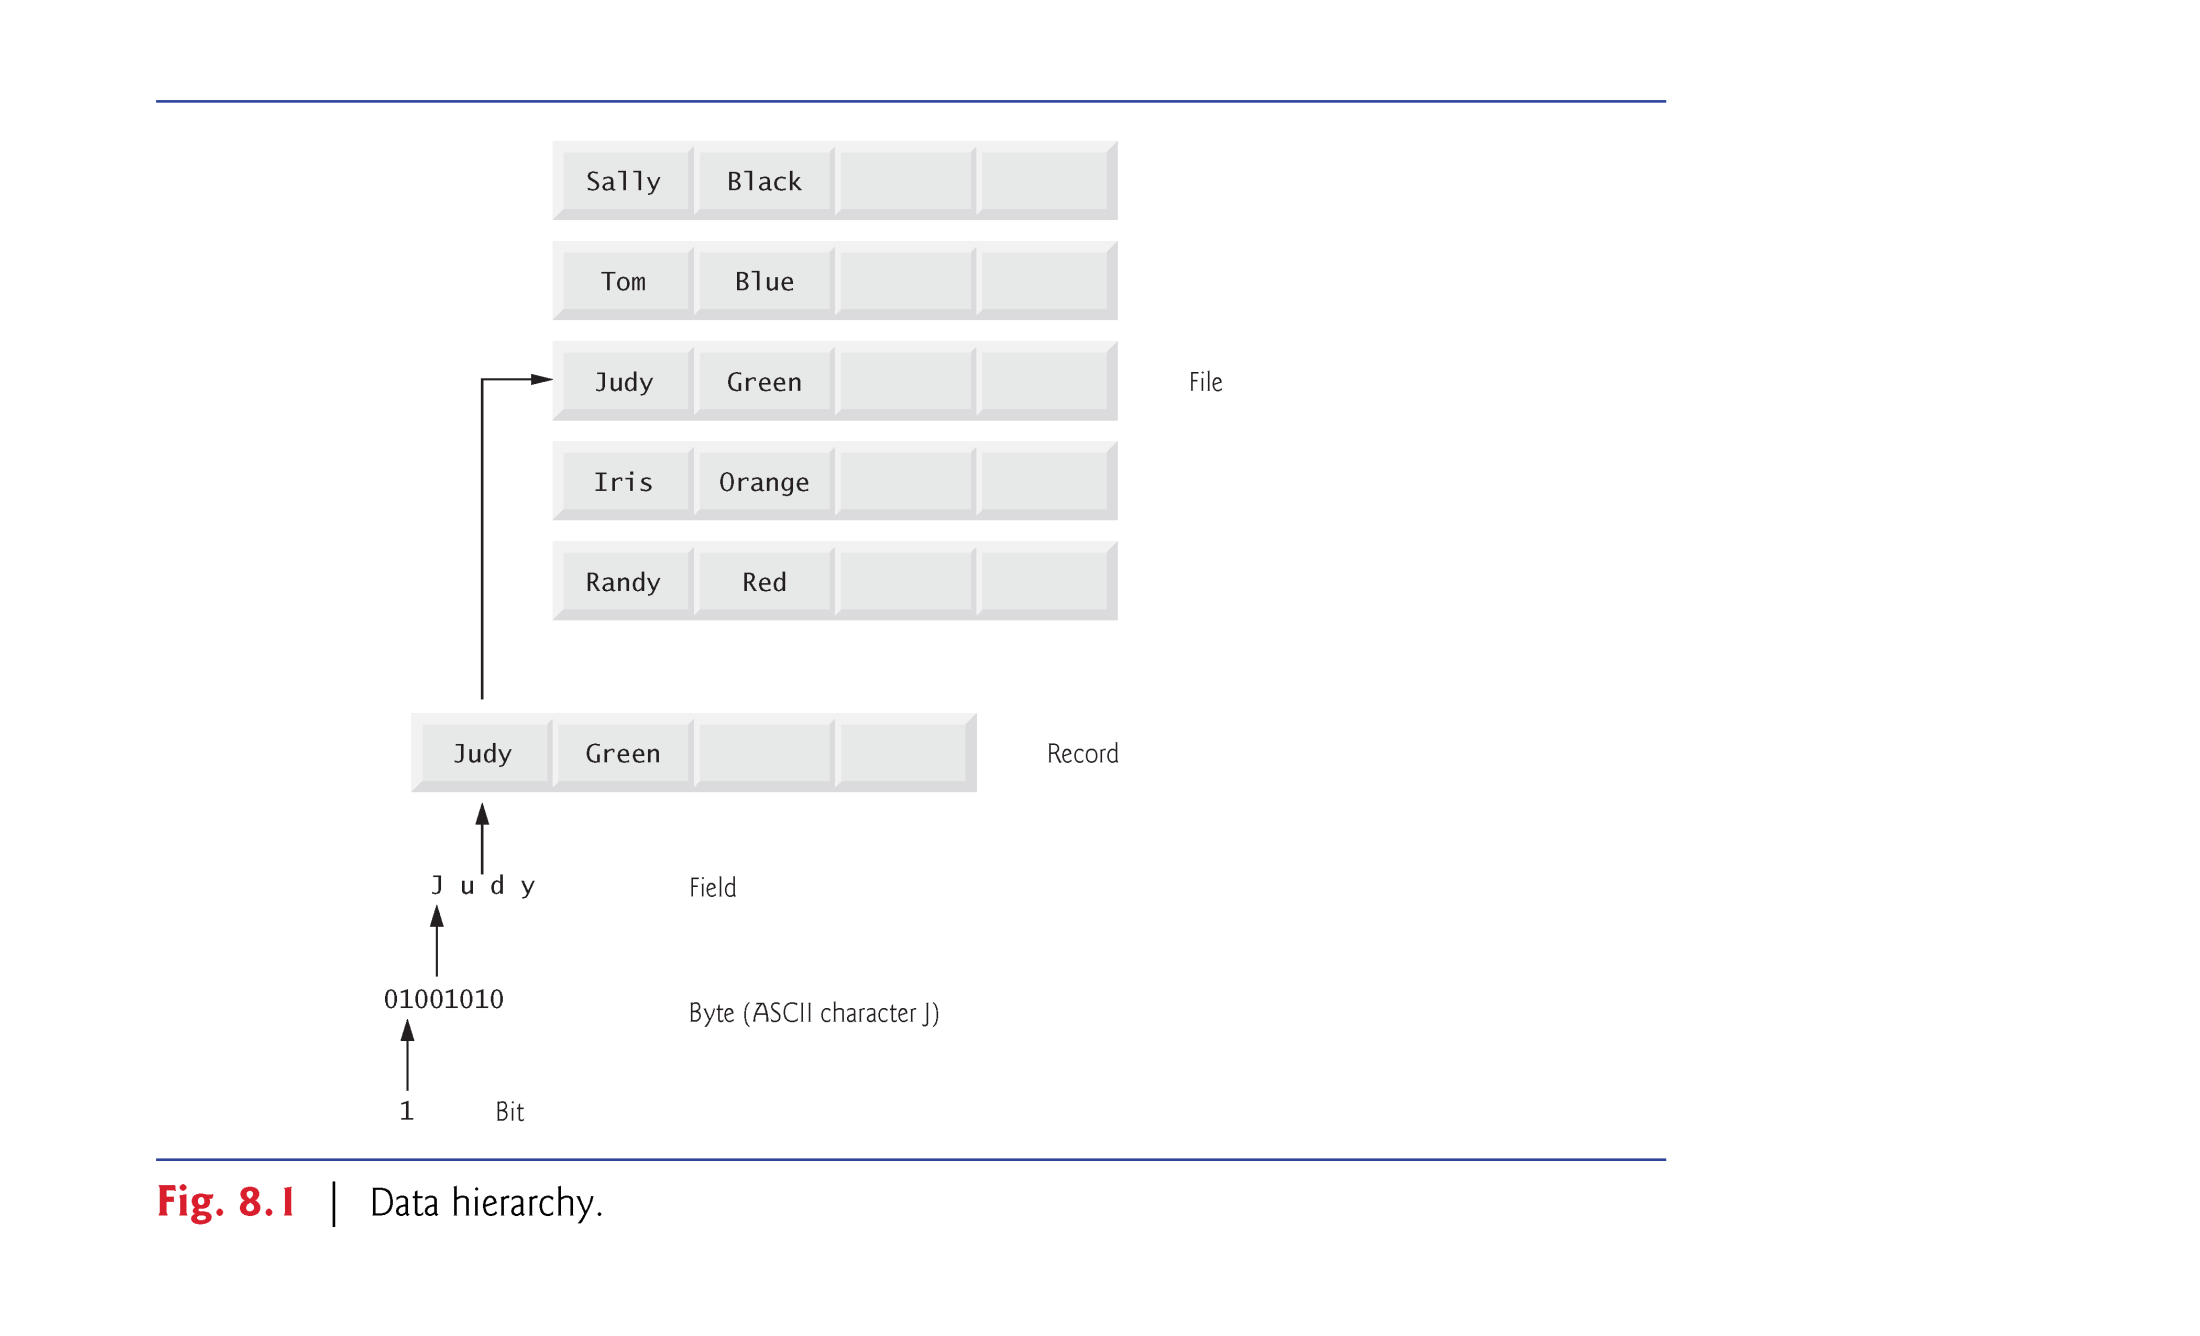 Sally Black
Tom Blue
Judy Green File
Iris Orange
Randy Red
Judy Green Record
J u d y Field
01001010 Byte (ASCII character J)
1 Bit
Fig. 8.1 | Data hierarchy.